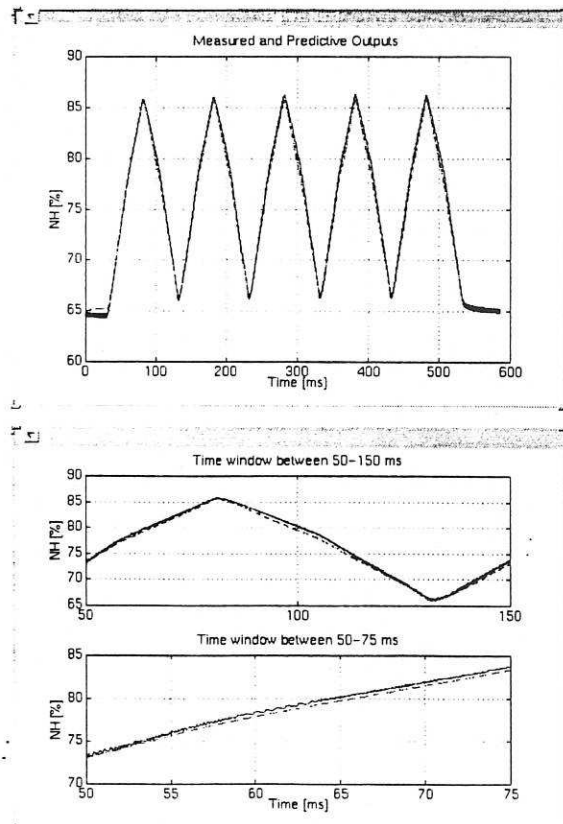 Measured and Predictive Outputs
90
85
80
75
70
65
60
NH [%]
0 100 200 300 400 500 600
Time [ms]
Time window between 50-150 ms
90
85
80
75
70
65
NH [%]
50 100 150
Time window between 50-75 ms
85
80
75
70
NH [%]
50 55 60 65 70 75
Time [ms]